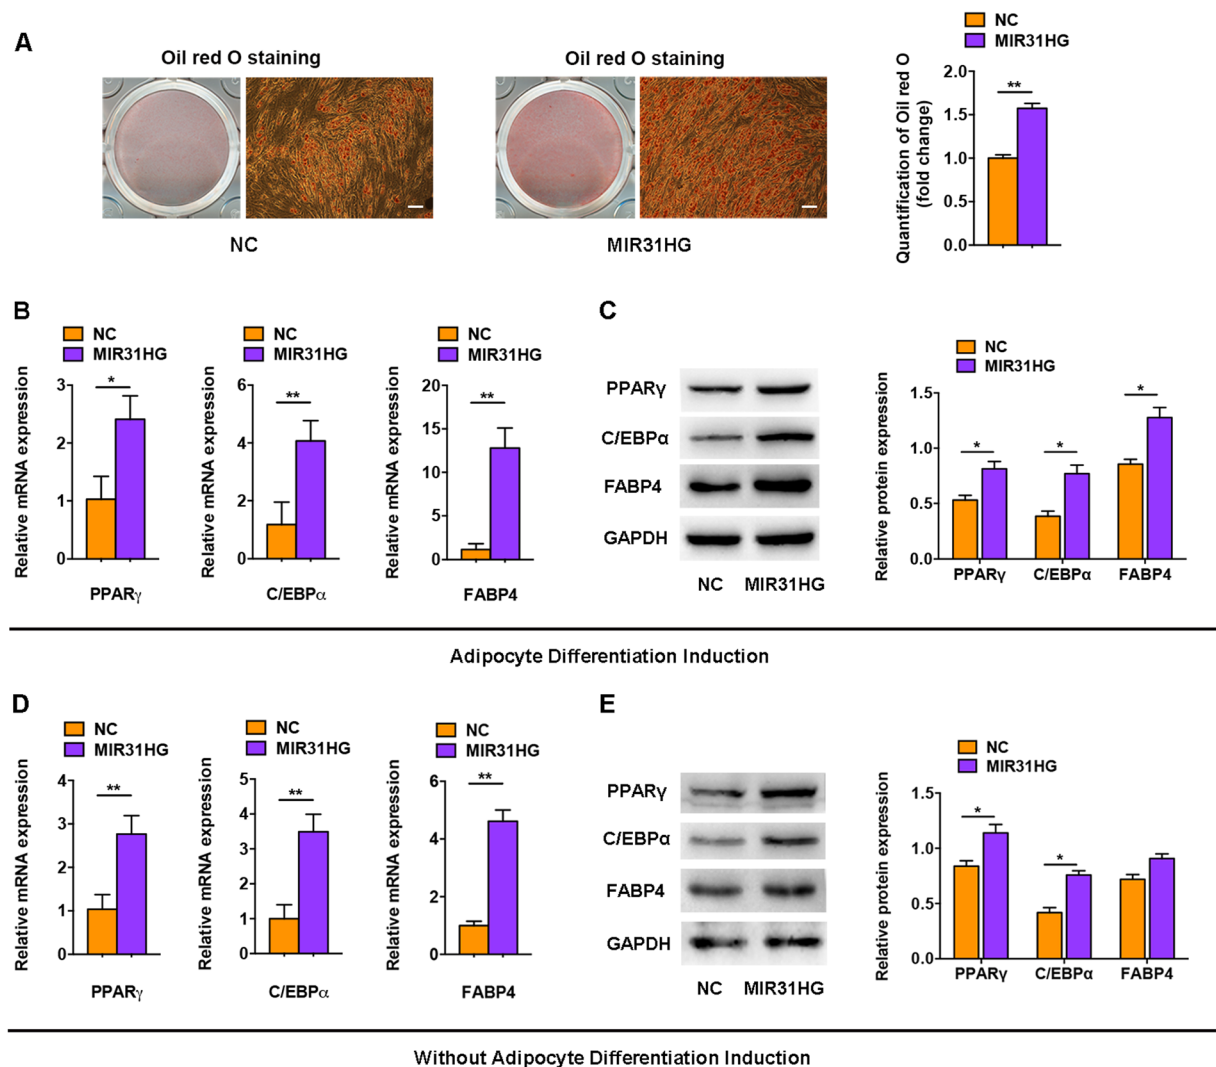 A
Oil red O staining
NC
Oil red O staining
MIR31HG
NC
MIR31HG
Quantification of Oil red O
(fold change)
2.0
1.5
1.0
0.5
0.0
**
B
NC
MIR31HG
Relative mRNA expression
3
2
1
0
*
PPARγ
NC
MIR31HG
Relative mRNA expression
6
4
2
0
**
C/EBPα
NC
MIR31HG
Relative mRNA expression
20
15
10
5
0
**
FABP4
C
PPARγ
C/EBPα
FABP4
GAPDH
NC MIR31HG
NC
MIR31HG
Relative protein expression
1.5
1.0
0.5
0.0
*
*
*
PPARγ C/EBPα FABP4
Adipocyte Differentiation Induction
D
NC
MIR31HG
Relative mRNA expression
4
3
2
1
0
**
PPARγ
NC
MIR31HG
Relative mRNA expression
5
4
3
2
1
0
**
C/EBPα
NC
MIR31HG
Relative mRNA expression
6
4
2
0
**
FABP4
E
PPARγ
C/EBPα
FABP4
GAPDH
NC MIR31HG
NC
MIR31HG
Relative protein expression
1.5
1.0
0.5
0.0
*
*
PPARγ C/EBPα FABP4
Without Adipocyte Differentiation Induction